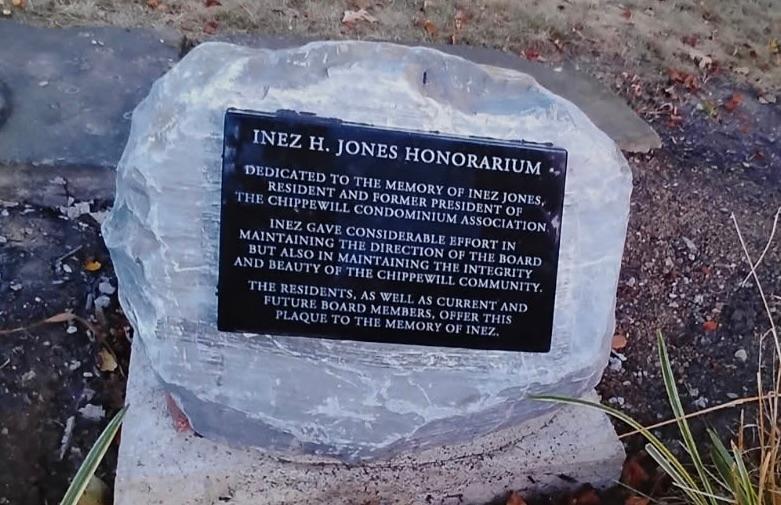 INEZ H. JONES HONORARIUM
DEDICATED TO THE MEMORY OF INEZ JONES,
RESIDENT AND FORMER PRESIDENT OF
THE CHIPPEWILL CONDOMINIUM ASSOCIATION.
INEZ GAVE CONSIDERABLE EFFORT IN
MAINTAINING THE DIRECTION OF THE BOARD
BUT ALSO IN MAINTAINING THE INTEGRITY
AND BEAUTY OF THE CHIPPEWILL COMMUNITY.
THE RESIDENTS, AS WELL AS CURRENT AND
FUTURE BOARD MEMBERS, OFFER THIS
PLAQUE TO THE MEMORY OF INEZ.